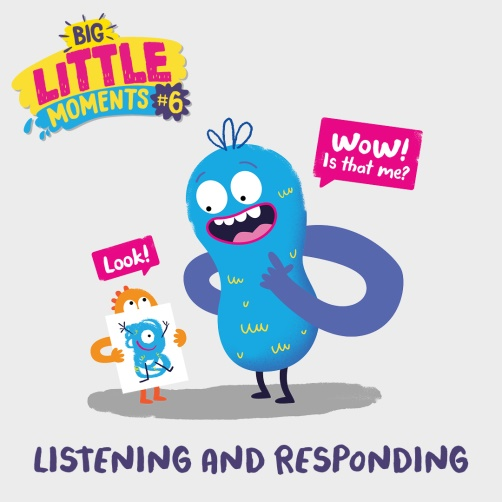 BIG
LITTLE
MOMENTS #6
WOW!
Is that me?
Look!
LISTENING AND RESPONDING